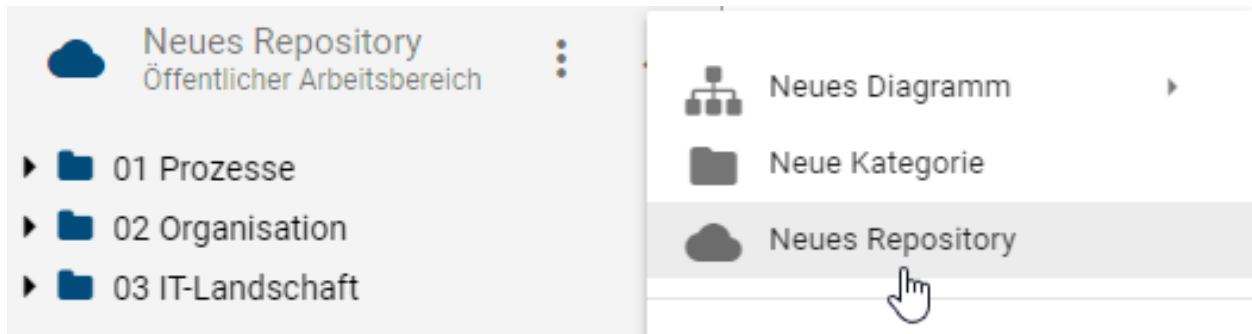 Neues Repository
Öffentlicher Arbeitsbereich
01 Prozesse
02 Organisation
03 IT-Landschaft
Neues Diagramm
Neue Kategorie
Neues Repository